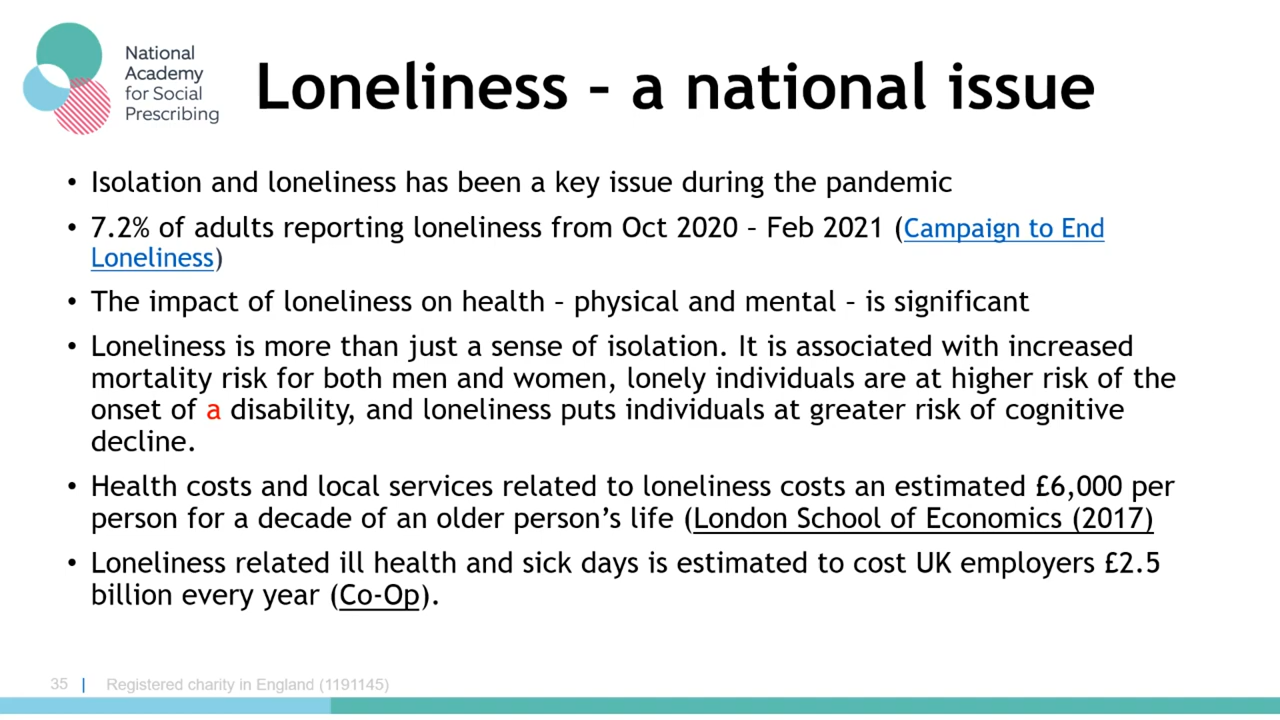 National
Academy
for Social
Prescribing
Loneliness – a national issue
• Isolation and loneliness has been a key issue during the pandemic
• 7.2% of adults reporting loneliness from Oct 2020 – Feb 2021 (Campaign to End
Loneliness)
• The impact of loneliness on health – physical and mental – is significant
• Loneliness is more than just a sense of isolation. It is associated with increased
mortality risk for both men and women, lonely individuals are at higher risk of the
onset of a disability, and loneliness puts individuals at greater risk of cognitive
decline.
• Health costs and local services related to loneliness costs an estimated £6,000 per
person for a decade of an older person’s life (London School of Economics (2017)
• Loneliness related ill health and sick days is estimated to cost UK employers £2.5
billion every year (Co-Op).
35 | Registered charity in England (1191145)